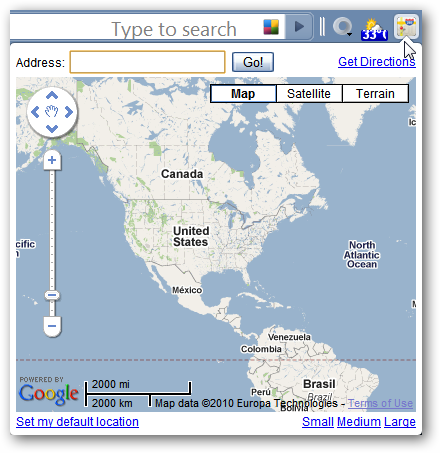 Type to search
33°
Address:
Go!
Get Directions
Map
Satellite
Terrain
Canada
United
States
North
Atlantic
Ocean
cific
an
México
Venezuela
Colombia
Brasil
Brazil
Perú
Bolivia
POWERED BY
Google
2000 mi
2000 km
Map data ©2010 Europa Technologies - Terms of Use
Set my default location
Small Medium Large